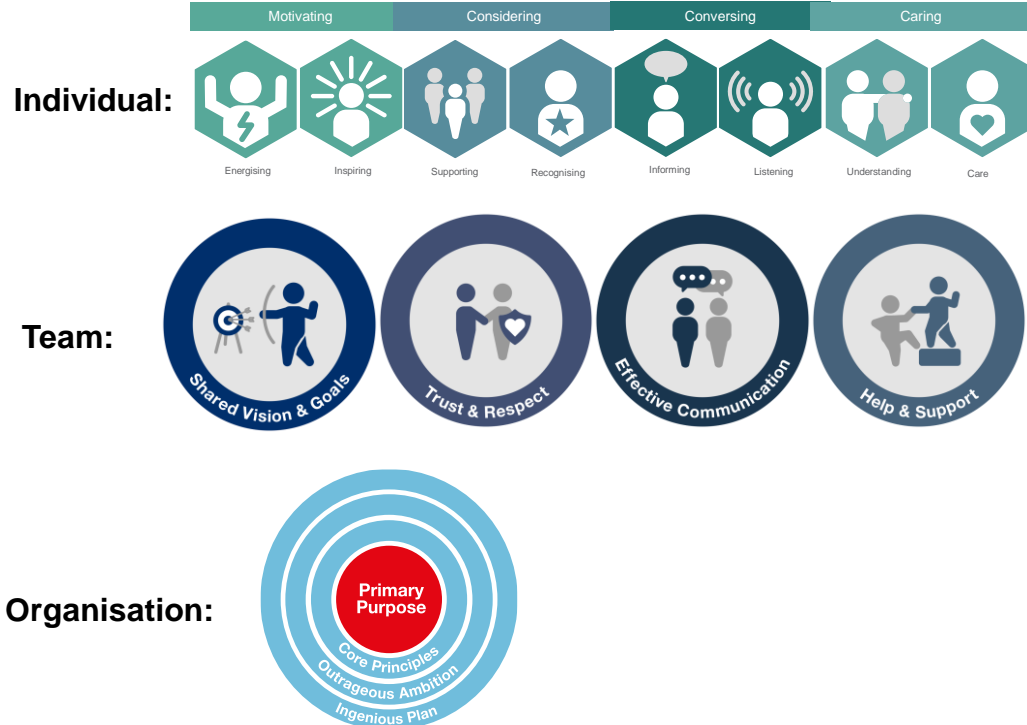 Motivating Considering Conversing Caring
Individual:
Energising Inspiring Supporting Recognising Informing Listening Understanding Care
Team:
Shared Vision & Goals
Trust & Respect
Effective Communication
Help & Support
Organisation:
Primary
Purpose
Core Principles
Outrageous Ambition
Ingenious Plan